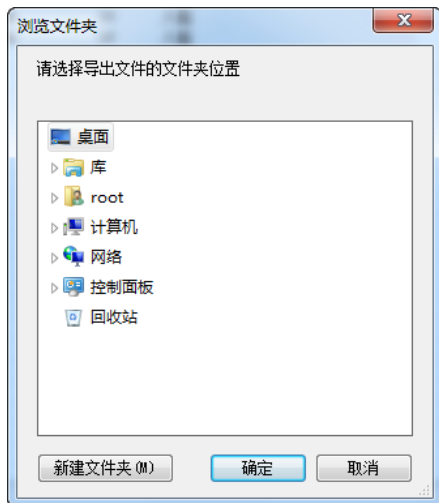 浏览文件夹
请选择导出文件的文件夹位置
桌面
库
root
计算机
网络
控制面板
回收站
新建文件夹(M) 确定 取消